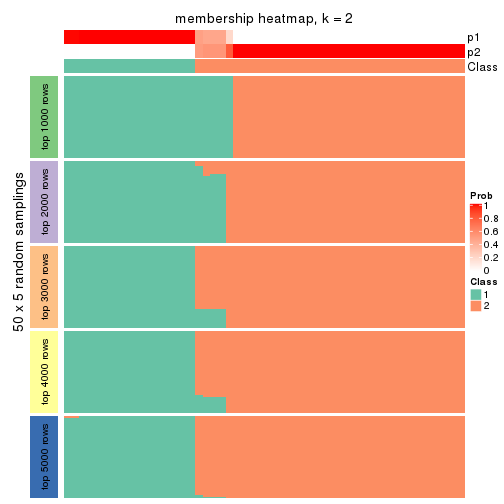 membership heatmap, k = 2
p1
p2
Class
top 1000 rows
top 2000 rows
top 3000 rows
top 4000 rows
top 5000 rows
50 x 5 random samplings
Prob
1
0.8
0.6
0.4
0.2
0
Class
1
2